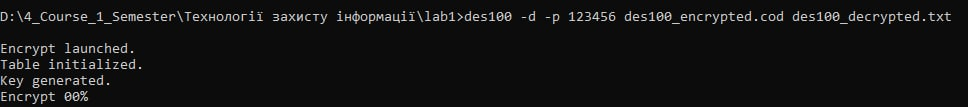 D:\4_Course_1_Semester\Технології захисту інформації\lab1>des100 -d -p 123456 des100_encrypted.cod des100_decrypted.txt
Encrypt launched.
Table initialized.
Key generated.
Encrypt 00%